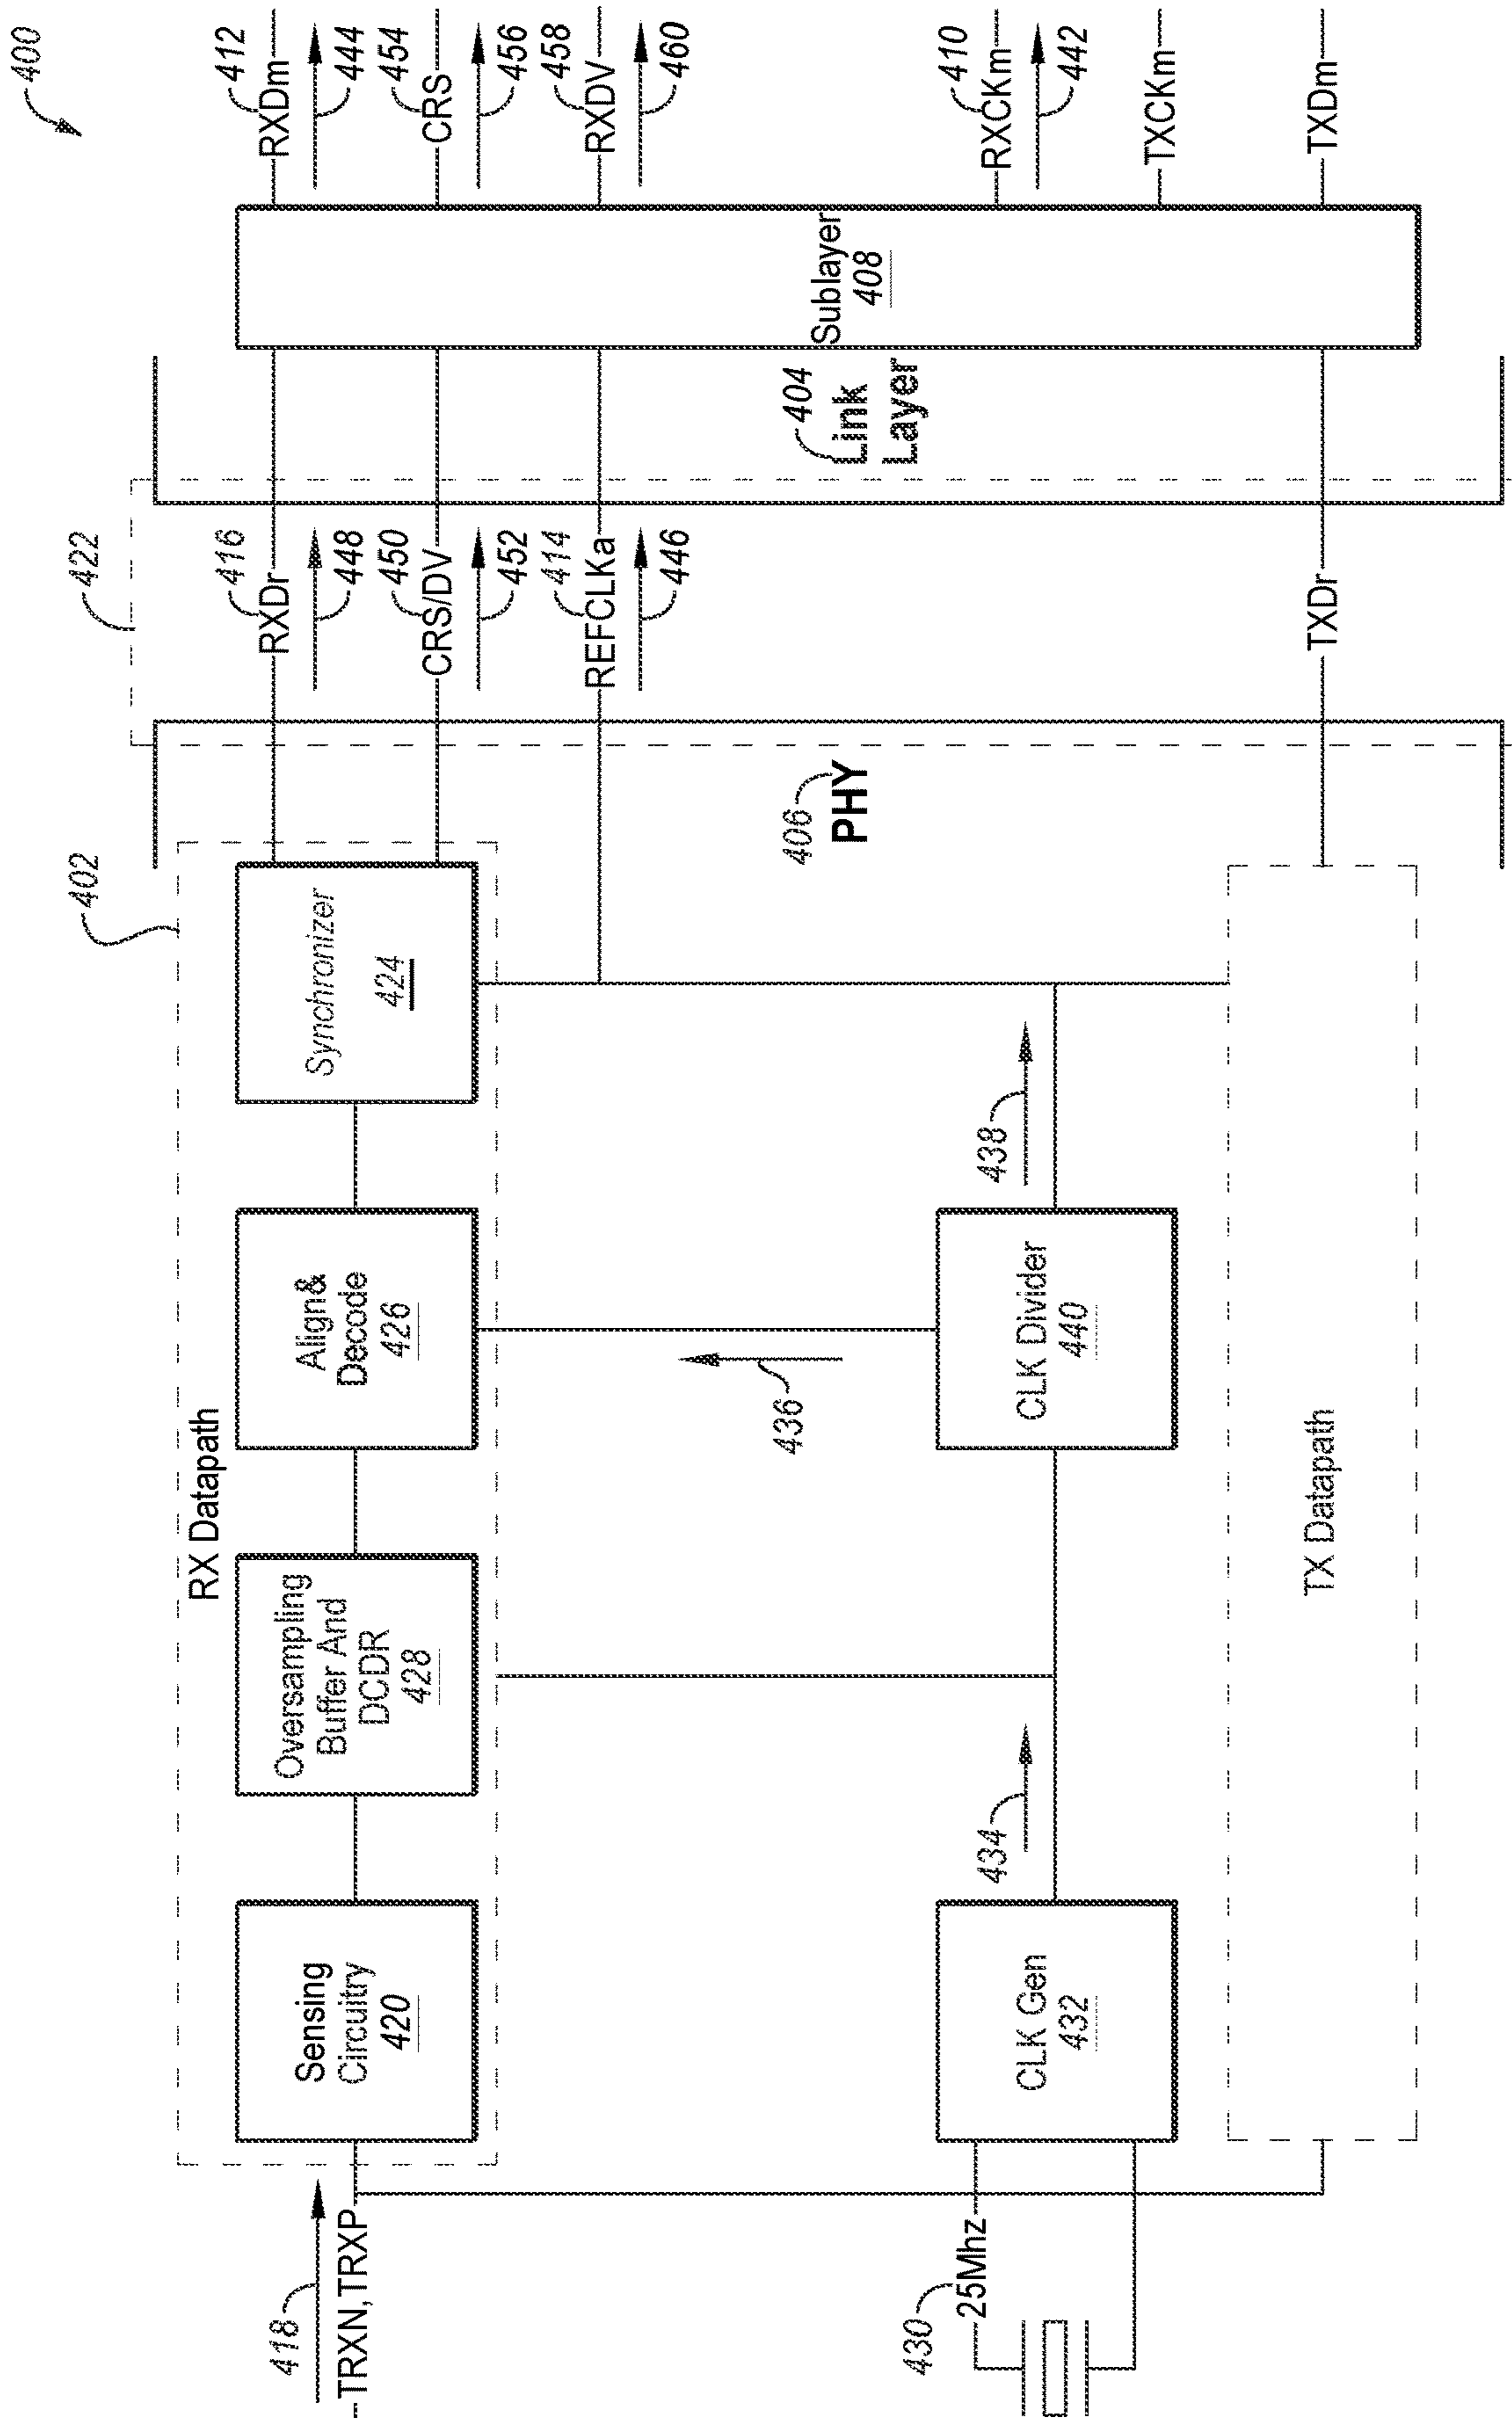 400
402
RX Datapath
418
TRXN, TRXP
Sensing
Circuitry
420
Oversampling
Buffer And
DCDR
428
Align&
Decode
426
Synchronizer
424
422
416
RXDr
448
450
CRS/DV
452
414
REFCLKa
446
412
RXDm
444
454
CRS
456
458
RXDV
460
406
PHY
404
Link
Layer
Sublayer
408
410
RXCKm
442
TXCKm
TXDm
430
25Mhz
CLK Gen
432
434
436
CLK Divider
440
438
TX Datapath
TXDr